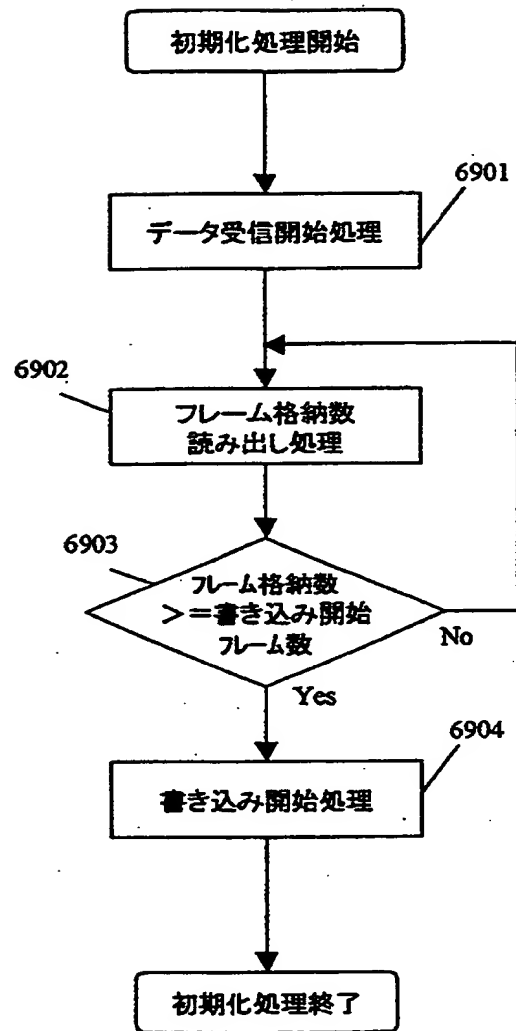 初期化処理開始
6901
データ受信開始処理
6902
フレーム格納数
読み出し処理
6903
フレーム格納数
>=書き込み開始
フレーム数
No
Yes
6904
書き込み開始処理
初期化処理終了